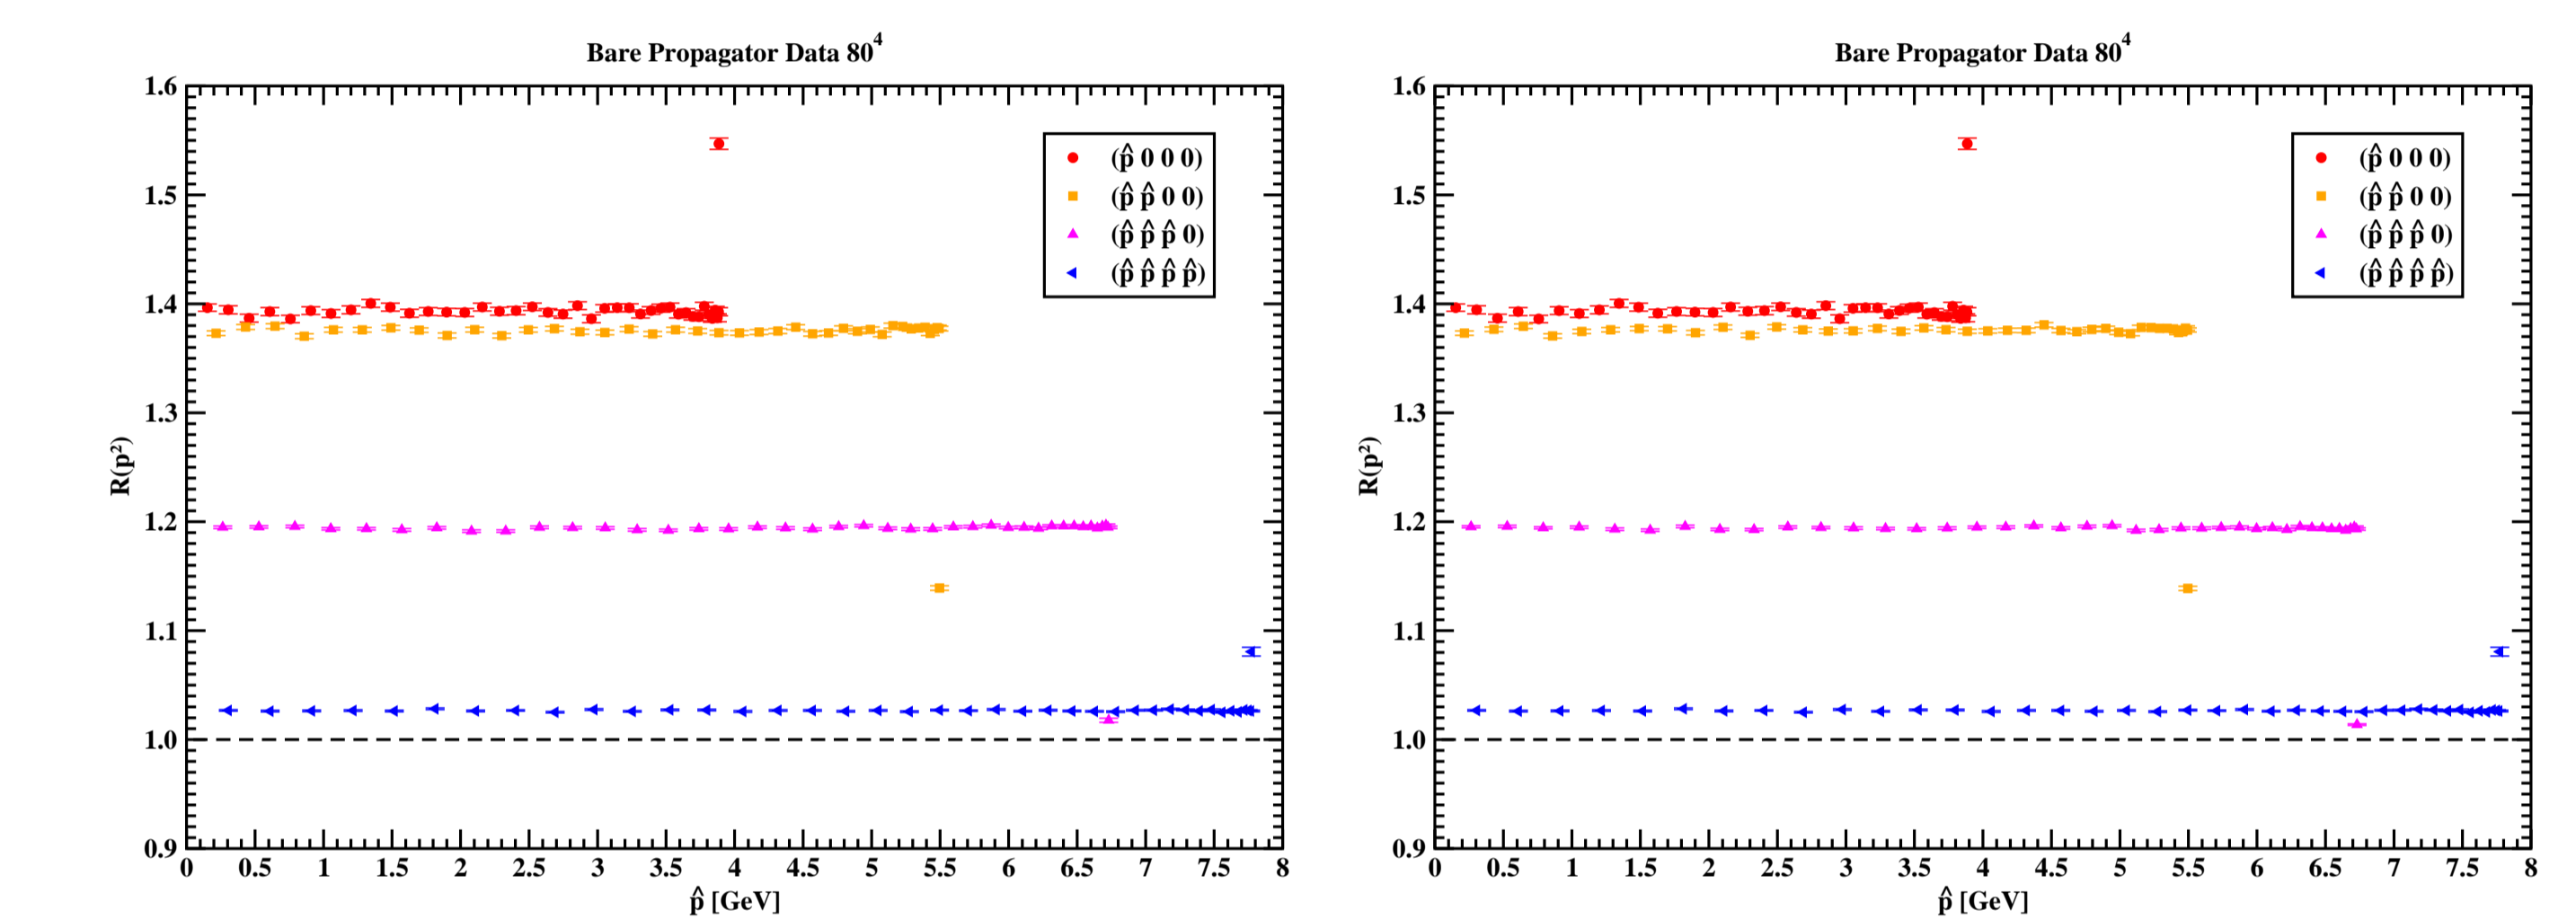 Bare Propagator Data 80⁴
1.6
1.5
1.4
1.3
1.2
1.1
1.0
0.9
R(p²)
(p̂ 0 0 0)
(p̂ p̂ 0 0)
(p̂ p̂ p̂ 0)
(p̂ p̂ p̂ p̂)
0 0.5 1 1.5 2 2.5 3 3.5 4 4.5 5 5.5 6 6.5 7 7.5 8
p̂ [GeV]
Bare Propagator Data 80⁴
1.6
1.5
1.4
1.3
1.2
1.1
1.0
0.9
R(p²)
(p̂ 0 0 0)
(p̂ p̂ 0 0)
(p̂ p̂ p̂ 0)
(p̂ p̂ p̂ p̂)
0 0.5 1 1.5 2 2.5 3 3.5 4 4.5 5 5.5 6 6.5 7 7.5 8
p̂ [GeV]